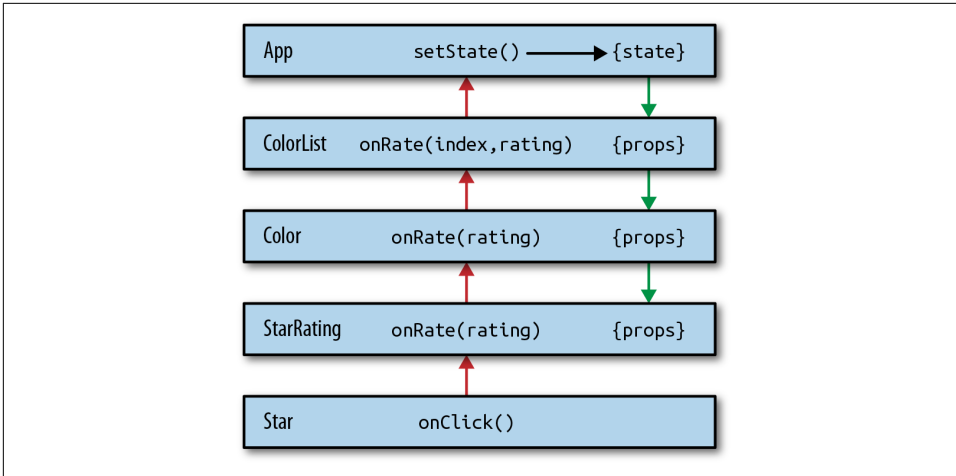 App setState() {state}
ColorList onRate(index,rating) {props}
Color onRate(rating) {props}
StarRating onRate(rating) {props}
Star onClick()